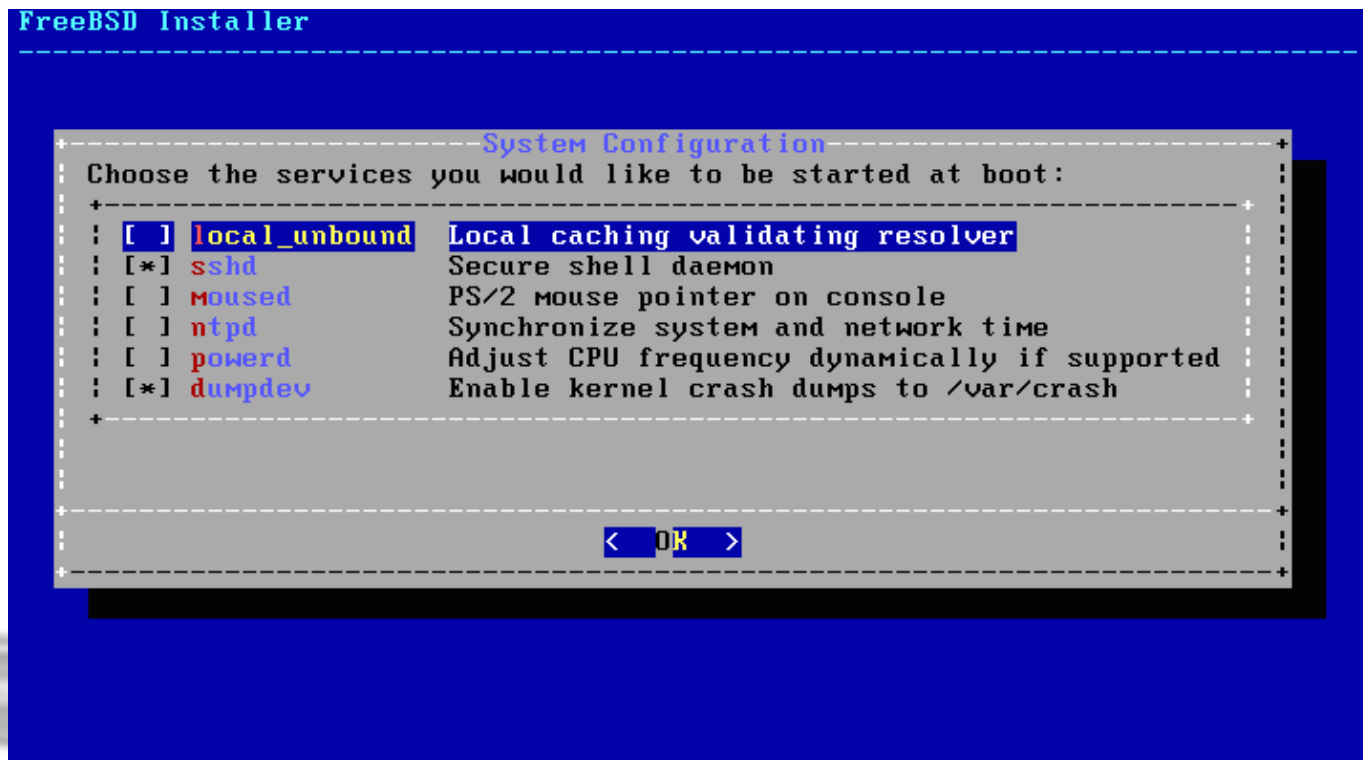 FreeBSD Installer
System Configuration
Choose the services you would like to be started at boot:
[ ] local_unbound Local caching validating resolver
[*] sshd Secure shell daemon
[ ] moused PS/2 mouse pointer on console
[ ] ntpd Synchronize system and network time
[ ] powerd Adjust CPU frequency dynamically if supported
[*] dumpdev Enable kernel crash dumps to /var/crash
< OK >